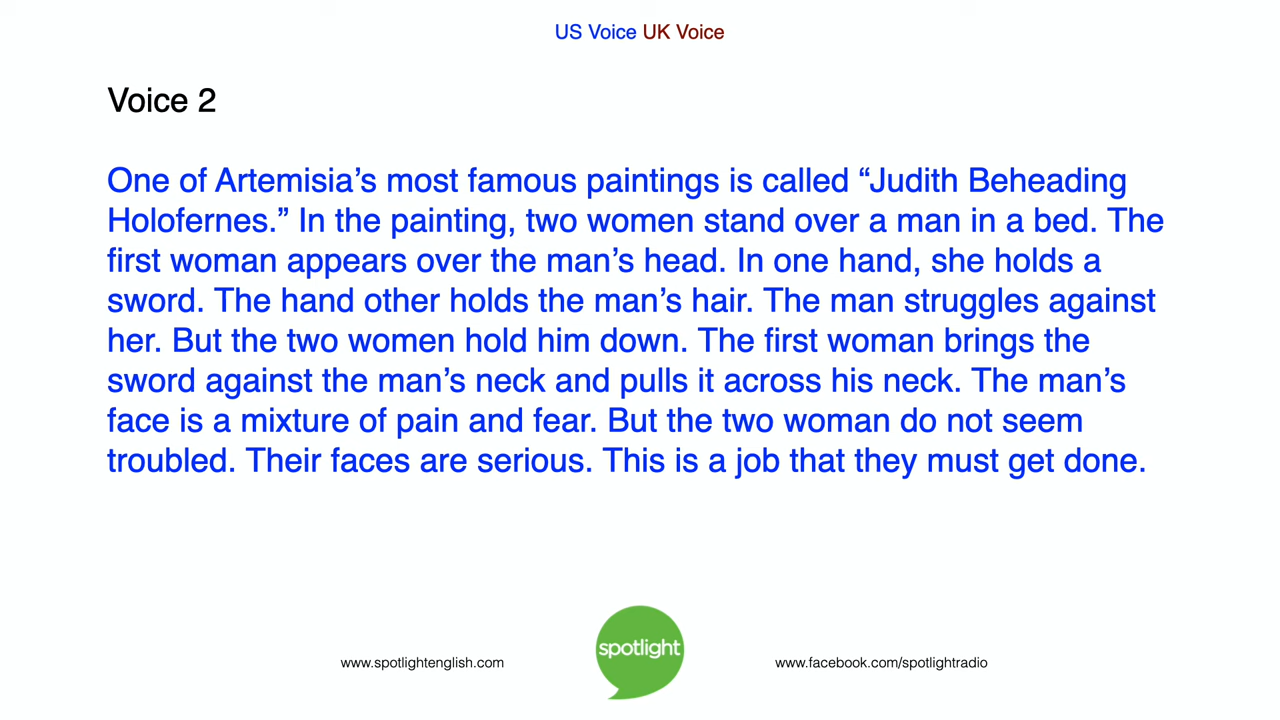 US Voice UK Voice
Voice 2
One of Artemisia’s most famous paintings is called “Judith Beheading
Holofernes.” In the painting, two women stand over a man in a bed. The
first woman appears over the man’s head. In one hand, she holds a
sword. The hand other holds the man’s hair. The man struggles against
her. But the two women hold him down. The first woman brings the
sword against the man’s neck and pulls it across his neck. The man’s
face is a mixture of pain and fear. But the two woman do not seem
troubled. Their faces are serious. This is a job that they must get done.
spotlight
www.spotlightenglish.com
www.facebook.com/spotlightradio